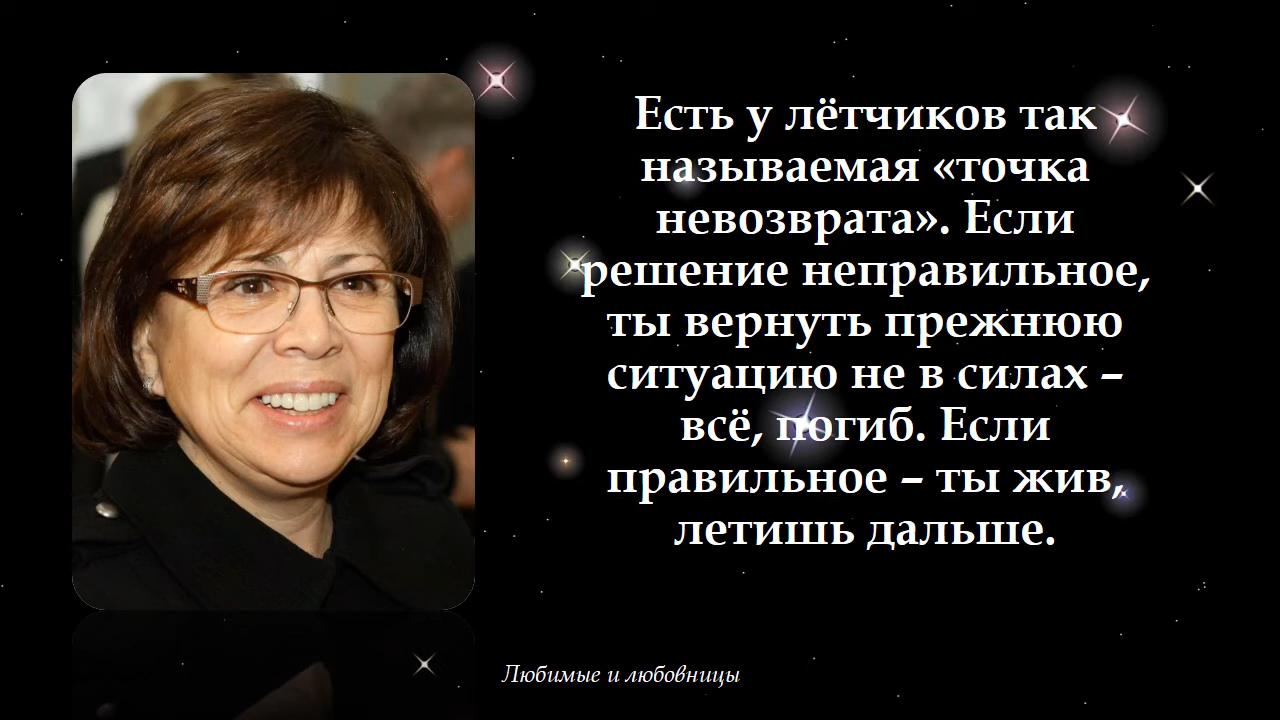 Есть у лётчиков так
называемая «точка
невозврата». Если
решение неправильное,
ты вернуть прежнюю
ситуацию не в силах –
всё, погиб. Если
правильное – ты жив,
летишь дальше.
Любимые и любовницы